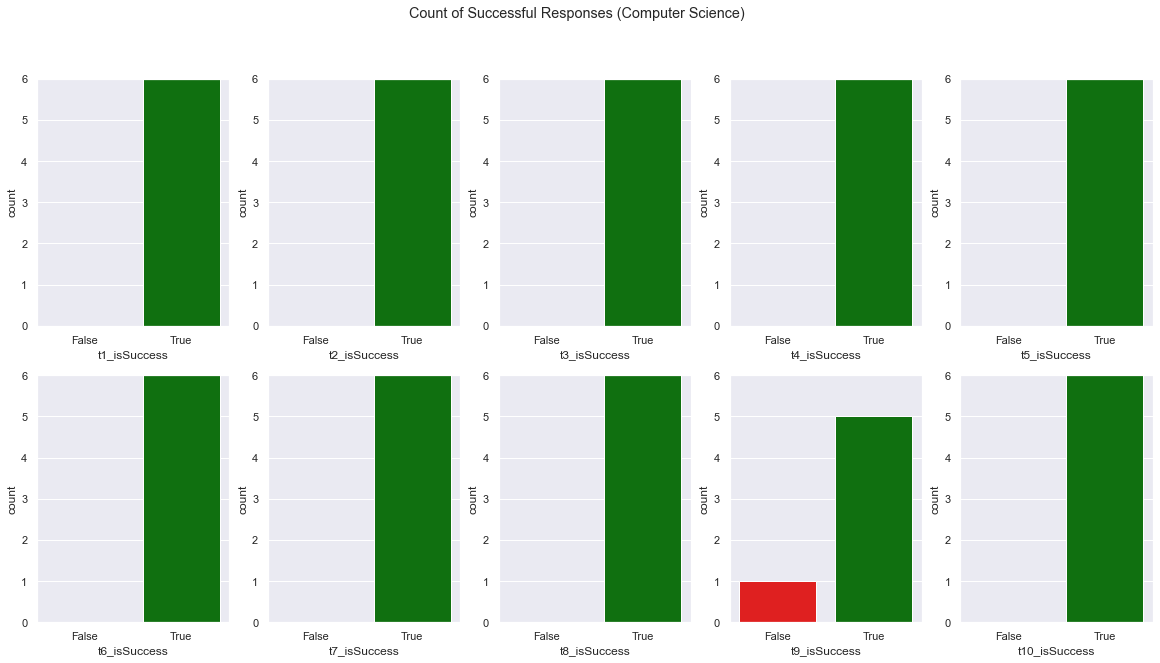 Count of Successful Responses (Computer Science)
6 6 6 6 6
5 5 5 5 5
4 4 4 4 4
count 3 count 3 count 3 count 3 count 3
2 2 2 2 2
1 1 1 1 1
0 0 0 0 0
False True False True False True False True False True
t1_isSuccess t2_isSuccess t3_isSuccess t4_isSuccess t5_isSuccess
6 6 6 6 6
5 5 5 5 5
4 4 4 4 4
count 3 count 3 count 3 count 3 count 3
2 2 2 2 2
1 1 1 1 1
0 0 0 0 0
False True False True False True False True False True
t6_isSuccess t7_isSuccess t8_isSuccess t9_isSuccess t10_isSuccess